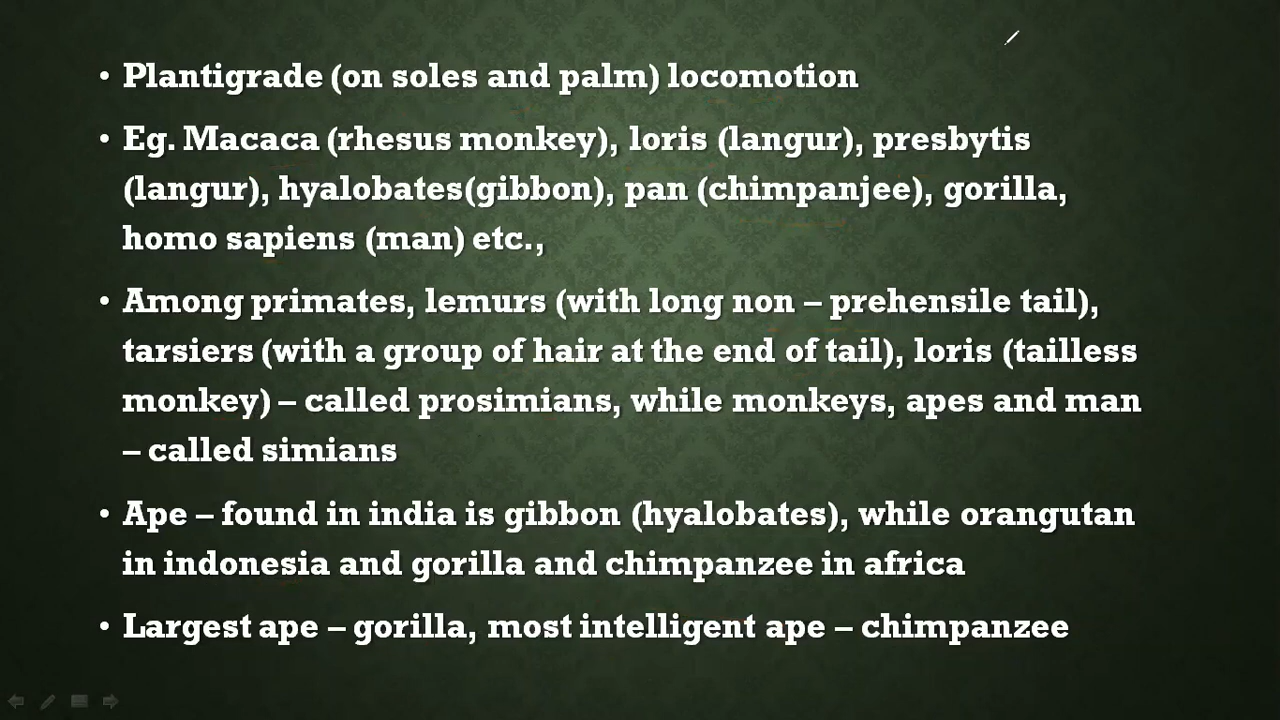 • Plantigrade (on soles and palm) locomotion
• Eg. Macaca (rhesus monkey), loris (langur), presbytis
(langur), hyalobates(gibbon), pan (chimpanjee), gorilla,
homo sapiens (man) etc.,
• Among primates, lemurs (with long non – prehensile tail),
tarsiers (with a group of hair at the end of tail), loris (tailless
monkey) – called prosimians, while monkeys, apes and man
– called simians
• Ape – found in india is gibbon (hyalobates), while orangutan
in indonesia and gorilla and chimpanzee in africa
• Largest ape – gorilla, most intelligent ape – chimpanzee